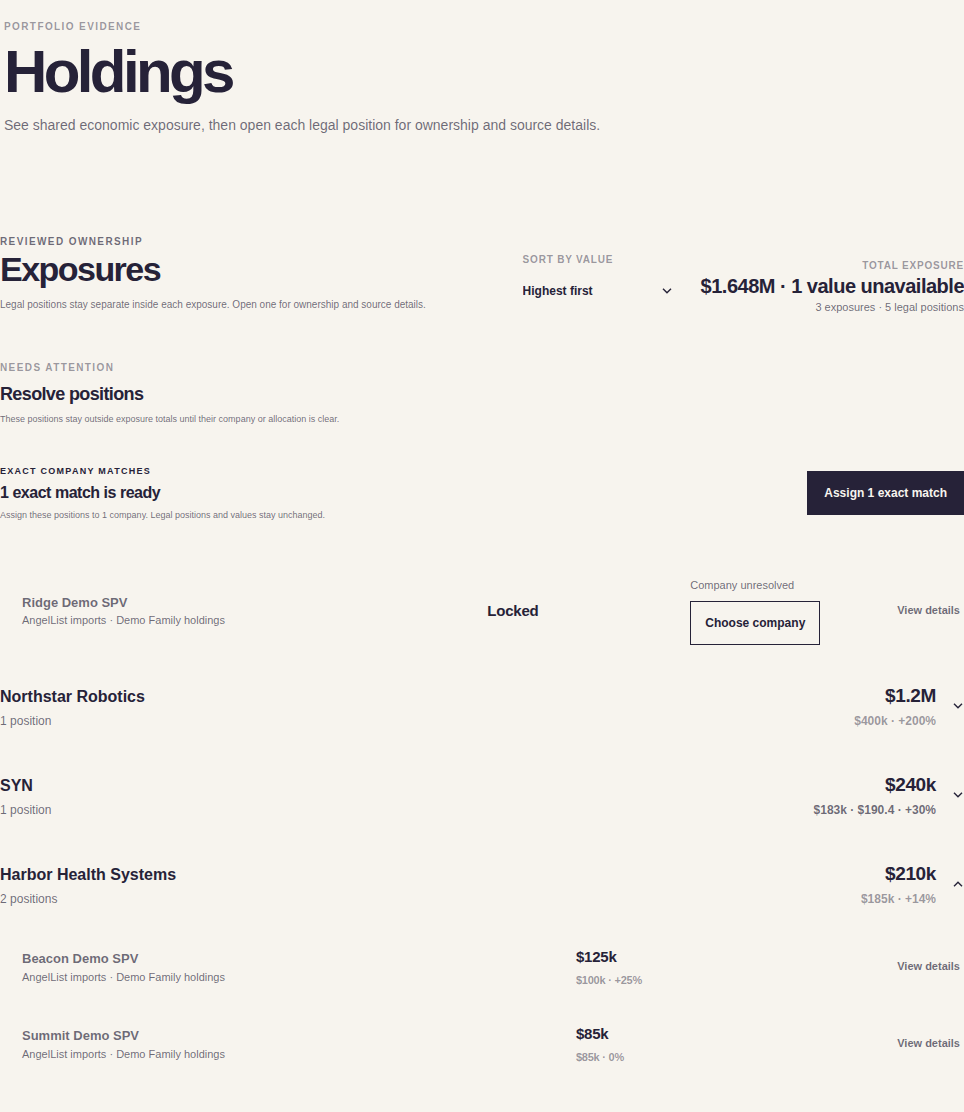 PORTFOLIO EVIDENCE
Holdings
See shared economic exposure, then open each legal position for ownership and source details.
REVIEWED OWNERSHIP
Exposures
Legal positions stay separate inside each exposure. Open one for ownership and source details.
SORT BY VALUE
Highest first
TOTAL EXPOSURE
$1.648M · 1 value unavailable
3 exposures · 5 legal positions
NEEDS ATTENTION
Resolve positions
These positions stay outside exposure totals until their company or allocation is clear.
EXACT COMPANY MATCHES
1 exact match is ready
Assign these positions to 1 company. Legal positions and values stay unchanged.
Assign 1 exact match
Ridge Demo SPV
AngelList imports · Demo Family holdings
Locked
Company unresolved
Choose company
View details
Northstar Robotics
1 position
$1.2M
$400k · +200%
SYN
1 position
$240k
$183k · $190.4 · +30%
Harbor Health Systems
2 positions
$210k
$185k · +14%
Beacon Demo SPV
AngelList imports · Demo Family holdings
$125k
$100k · +25%
View details
Summit Demo SPV
AngelList imports · Demo Family holdings
$85k
$85k · 0%
View details